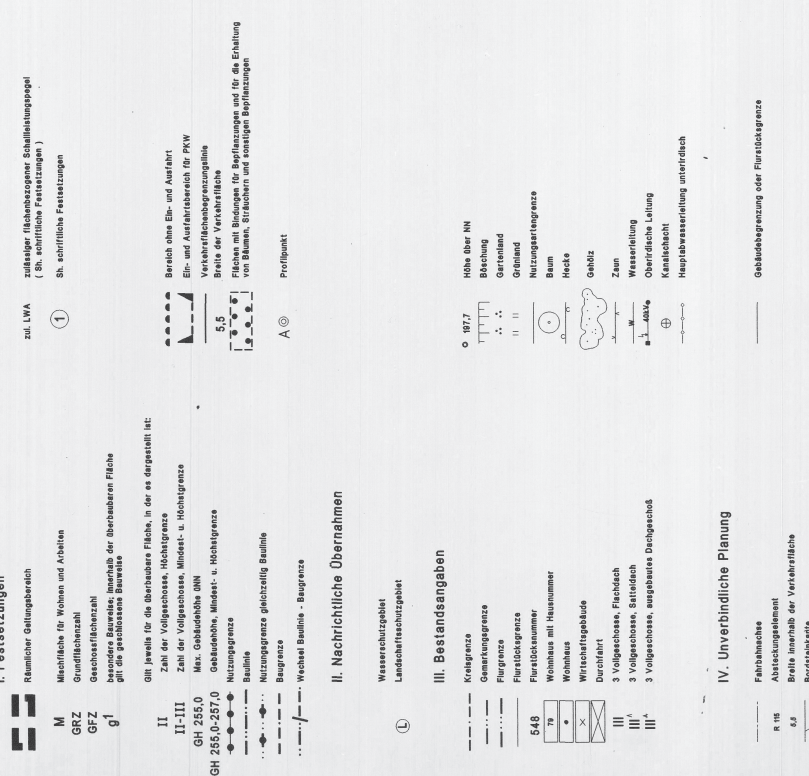 I. Festsetzungen
Räumlicher Geltungsbereich
M Mischfläche für Wohnen und Arbeiten
GRZ Grundflächenzahl
GFZ Geschossflächenzahl
g1 besondere Bauweise; innerhalb der überbaubaren Fläche
gilt die geschlossene Bauweise
Gilt jeweils für die überbaubare Fläche, in der es dargestellt ist:
II Zahl der Vollgeschosse, Höchstgrenze
II-III Zahl der Vollgeschosse, Mindest- u. Höchstgrenze
GH 255,0 Max. Gebäudehöhe üNN
GH 255,0-257,0 Gebäudehöhe, Mindest- u. Höchstgrenze
Nutzungsgrenze
Baulinie
Nutzungsgrenze gleichzeitig Baulinie
Baugrenze
Wechsel Baulinie - Baugrenze
zul. LWA zulässiger flächenbezogener Schalleistungspegel
( Sh. schriftliche Festsetzungen )
1 Sh. schriftliche Festsetzungen
Bereich ohne Ein- und Ausfahrt
Ein- und Ausfahrtsbereich für PKW
Verkehrsflächenbegrenzungslinie
5,5 Breite der Verkehrsfläche
Flächen mit Bindungen für Bepflanzungen und für die Erhaltung
von Bäumen, Sträuchern und sonstigen Bepflanzungen
A Profilpunkt
II. Nachrichtliche Übernahmen
Wasserschutzgebiet
L Landschaftsschutzgebiet
III. Bestandsangaben
Kreisgrenze
Gemarkungsgrenze
Flurgrenze
Flurstücksgrenze
548 Flurstücksnummer
79 Wohnhaus mit Hausnummer
Wohnhaus
Wirtschaftsgebäude
Durchfahrt
III 3 Vollgeschosse, Flachdach
III 3 Vollgeschosse, Satteldach
III 3 Vollgeschosse, ausgebautes Dachgeschoß
197,7 Höhe über NN
Böschung
Gartenland
Grünland
Nutzungsartengrenze
Baum
Hecke
Gehölz
Zaun
W Wasserleitung
40kV Oberirdische Leitung
Kanalschacht
Hauptabwasserleitung unterirdisch
IV. Unverbindliche Planung
Fahrbahnachse
R 115 Absteckungselement
5,5 Breite innerhalb der Verkehrsfläche
Bordsteinkante
Gebäudebegrenzung oder Flurstücksgrenze